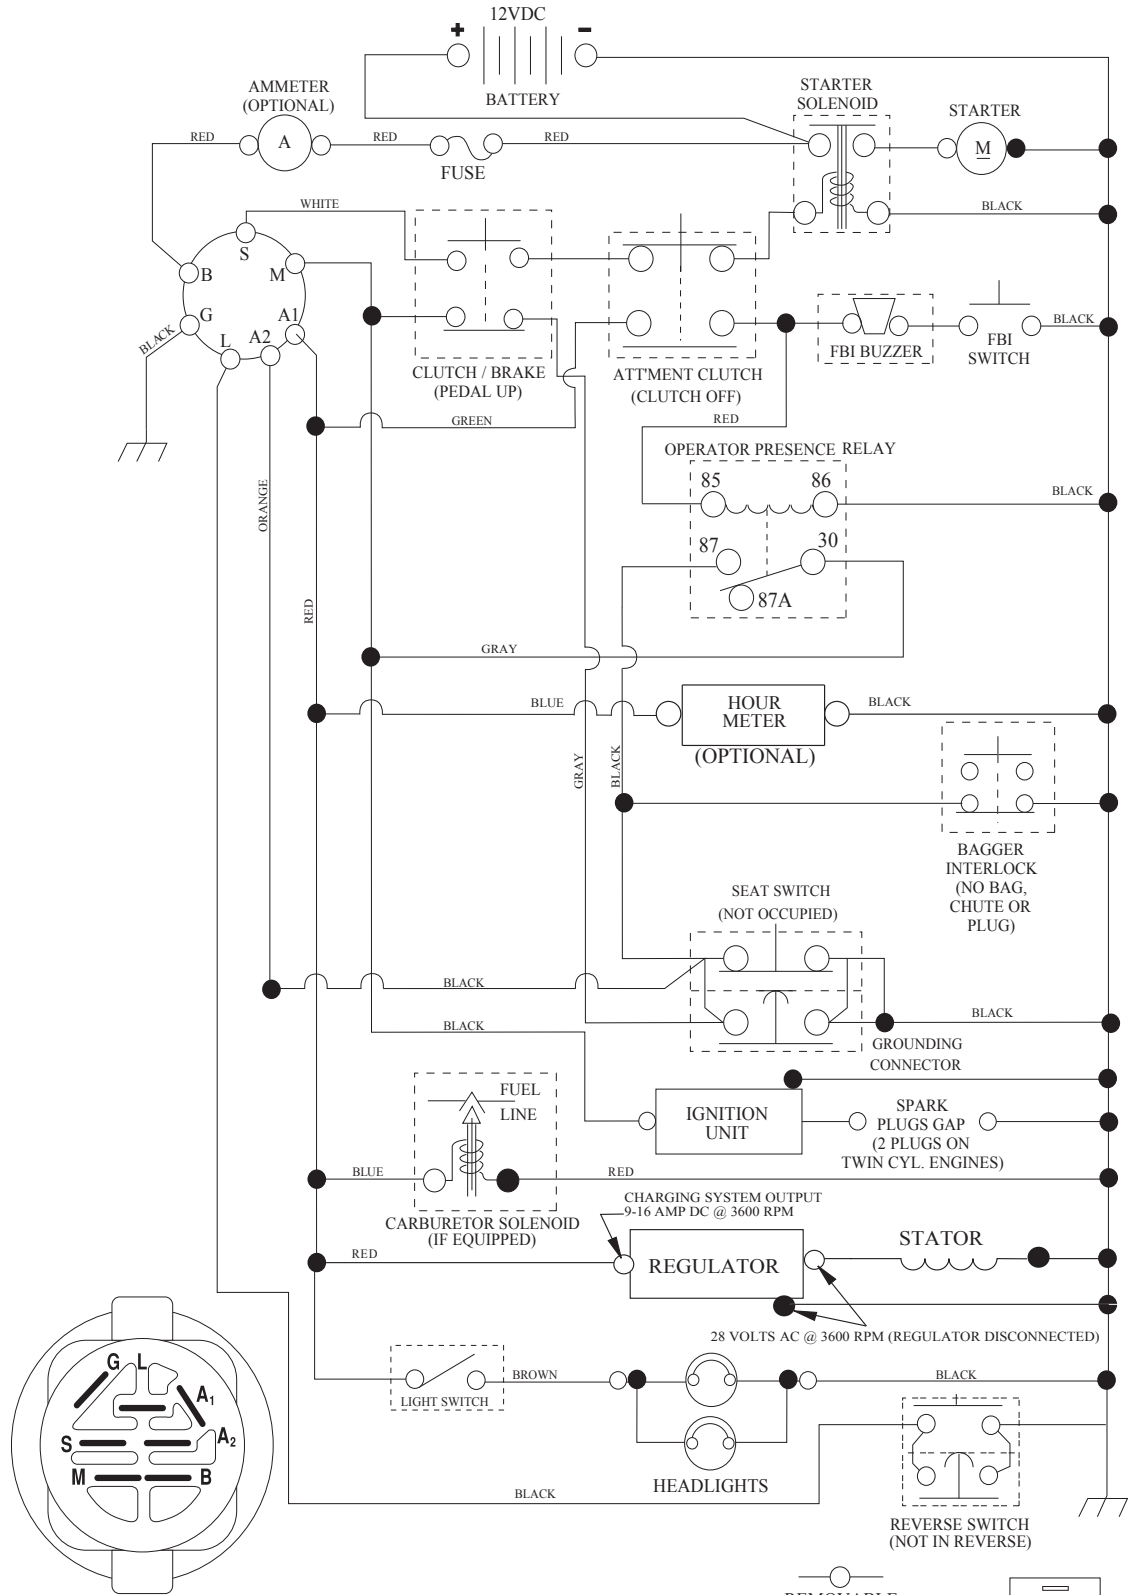 12VDC
+
-
BATTERY
AMMETER
(OPTIONAL)
A
RED
RED
RED
FUSE
STARTER
SOLENOID
STARTER
M
BLACK
WHITE
S
B
M
G
A1
L
A2
BLACK
CLUTCH / BRAKE
(PEDAL UP)
ATT'MENT CLUTCH
(CLUTCH OFF)
FBI BUZZER
FBI
SWITCH
BLACK
GREEN
RED
OPERATOR PRESENCE RELAY
85
86
BLACK
87
30
87A
ORANGE
RED
GRAY
BLUE
HOUR
METER
(OPTIONAL)
BLACK
GRAY
BLACK
BAGGER
INTERLOCK
(NO BAG,
CHUTE OR
PLUG)
SEAT SWITCH
(NOT OCCUPIED)
BLACK
BLACK
BLACK
GROUNDING
CONNECTOR
FUEL
LINE
IGNITION
UNIT
SPARK
PLUGS GAP
(2 PLUGS ON
TWIN CYL. ENGINES)
BLUE
RED
CARBURETOR SOLENOID
(IF EQUIPPED)
CHARGING SYSTEM OUTPUT
9-16 AMP DC @ 3600 RPM
RED
REGULATOR
STATOR
28 VOLTS AC @ 3600 RPM (REGULATOR DISCONNECTED)
LIGHT SWITCH
BROWN
BLACK
HEADLIGHTS
G
L
A1
S
A2
M
B
BLACK
REVERSE SWITCH
(NOT IN REVERSE)